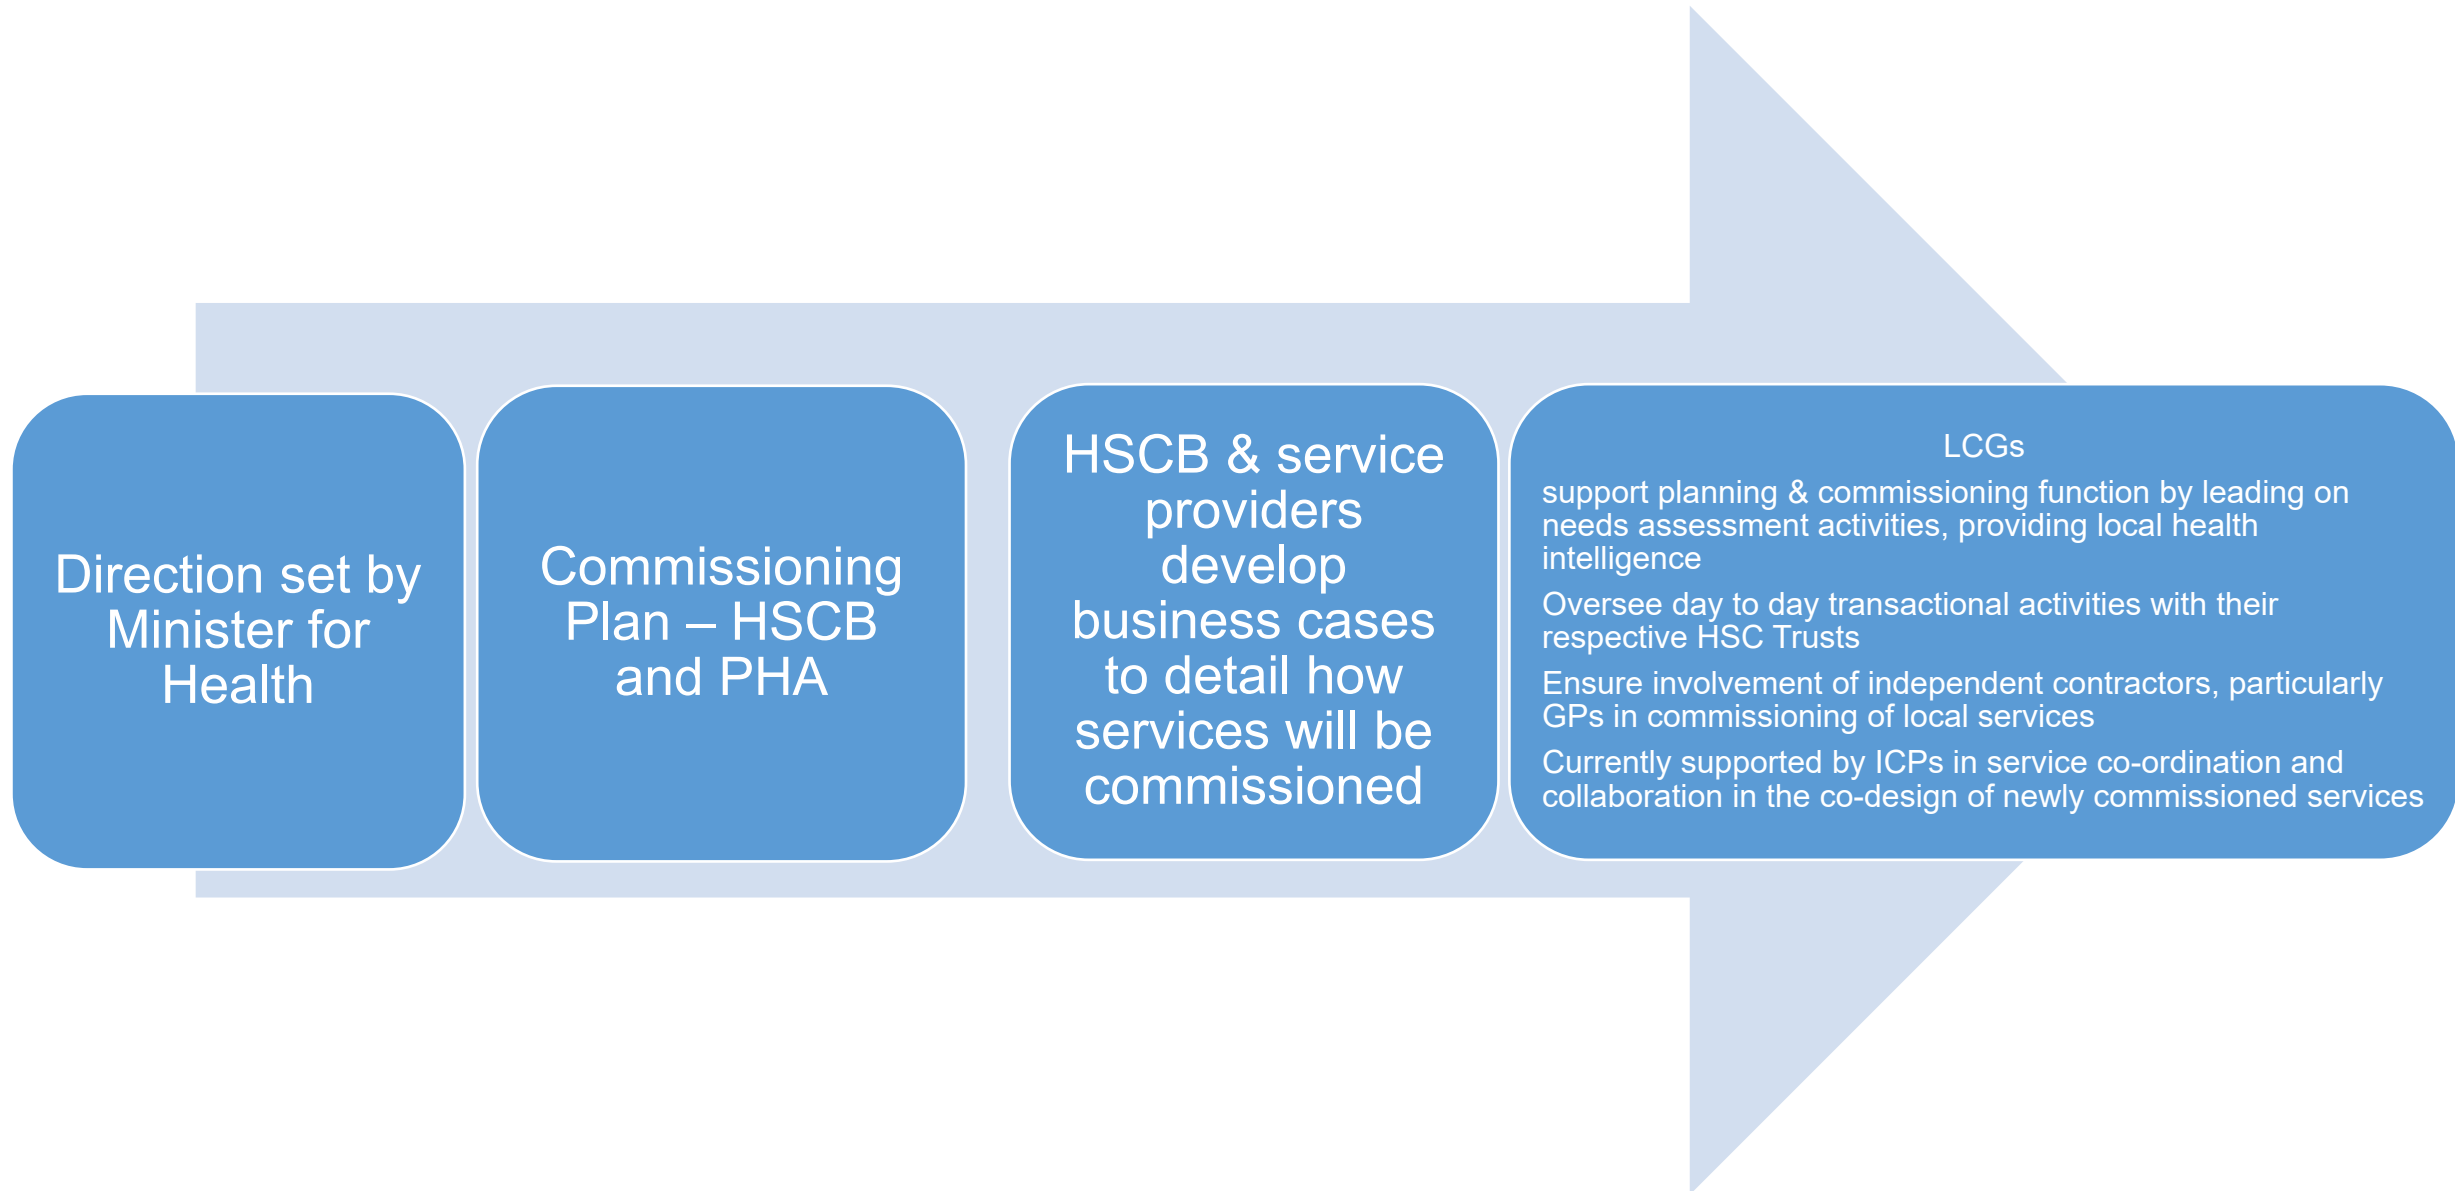 Direction set by
Minister for
Health
Commissioning
Plan – HSCB
and PHA
HSCB & service
providers
develop
business cases
to detail how
services will be
commissioned
LCGs
support planning & commissioning function by leading on
needs assessment activities, providing local health
intelligence
Oversee day to day transactional activities with their
respective HSC Trusts
Ensure involvement of independent contractors, particularly
GPs in commissioning of local services
Currently supported by ICPs in service co-ordination and
collaboration in the co-design of newly commissioned services